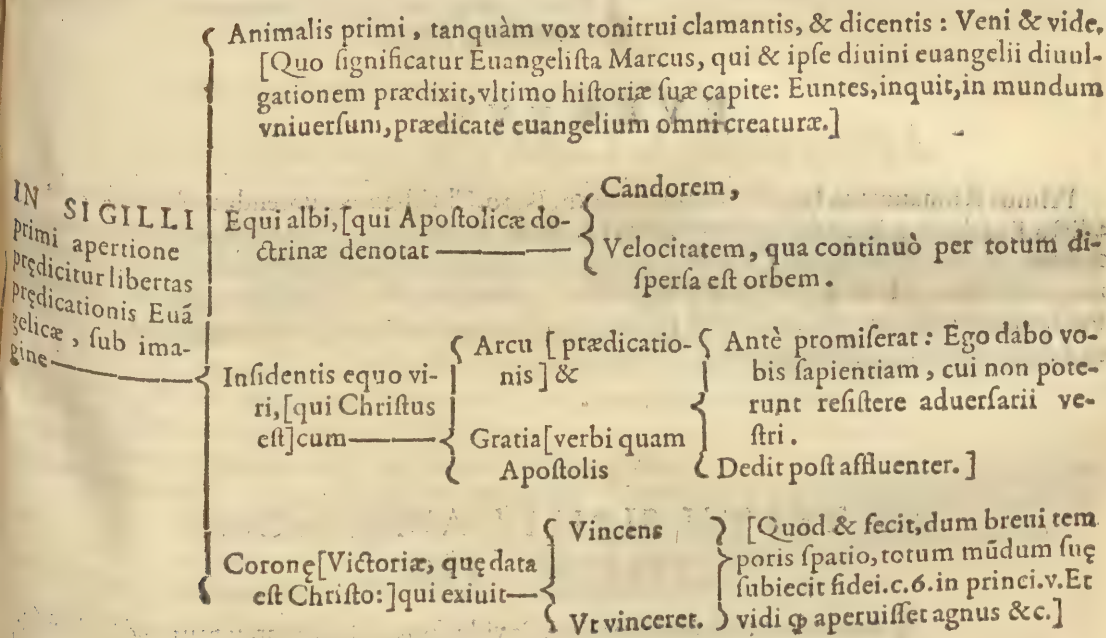 IN SIGILLI
primi apertione
prędicitur libertas
prędicationis Euã
gelicæ, ſub ima-
gine
Animalis primi, tanquàm vox tonitrui clamantis, & dicentis: Veni & vide,
[Quo ſignificatur Euangeliſta Marcus, qui & ipſe diuini euangelii diuul-
gationem prædixit, vltimo hiſtoriæ ſuæ capite: Euntes, inquit, in mundum
vniuerſum, prædicate euangelium omni creaturæ.]
Equi albi, [qui Apoſtolicæ do-
ctrinæ denotat
Candorem,
Velocitatem, qua continuò per totum di-
ſperſa eſt orbem.
Inſidentis equo vi-
ri, [qui Chriſtus
eſt] cum
Arcu [prædicatio-
nis] &
Gratia [verbi quam
Apoſtolis
Antè promiſerat: Ego dabo vo-
bis ſapientiam, cui non pote-
runt reſiſtere aduerſarii ve-
ſtri.
Dedit poſt affluenter.]
Coronę [Victoriæ, quę data
eſt Chriſto:] qui exiuit
Vincens
Vt vinceret.
[Quod & fecit, dum breui tem
poris ſpatio, totum mũdum ſuę
ſubiecit fidei. c. 6. in princi. v. Et
vidi ꝙ aperuiſſet agnus &c.]